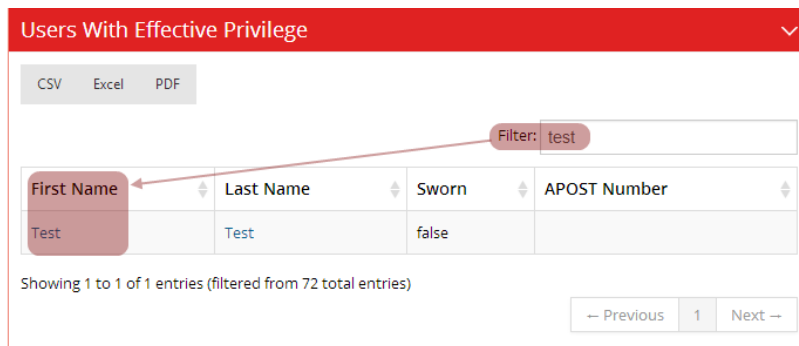 Users With Effective Privilege
CSV Excel PDF
Filter: test
First Name Last Name Sworn APOST Number
Test Test false
Showing 1 to 1 of 1 entries (filtered from 72 total entries)
← Previous 1 Next →